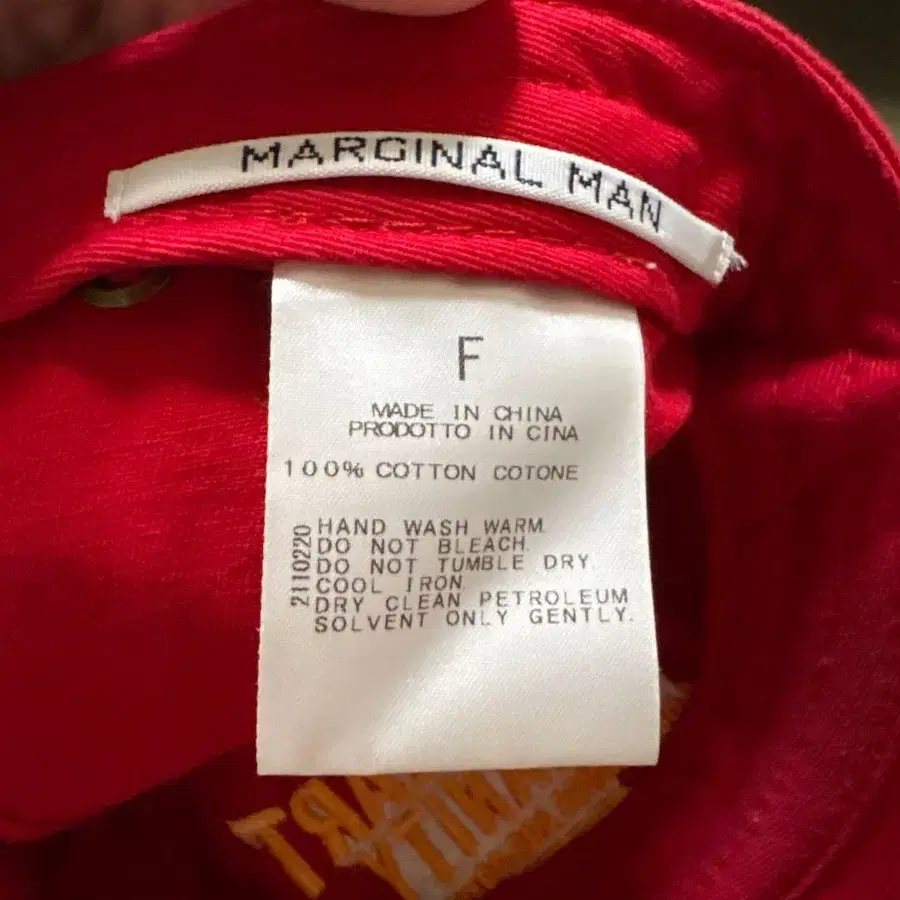 MARGINAL MAN
F
MADE IN CHINA
PRODOTTO IN CINA
100% COTTON COTONE
2110220
HAND WASH WARM.
DO NOT BLEACH.
DO NOT TUMBLE DRY.
COOL IRON.
DRY CLEAN PETROLEUM
SOLVENT ONLY GENTLY.